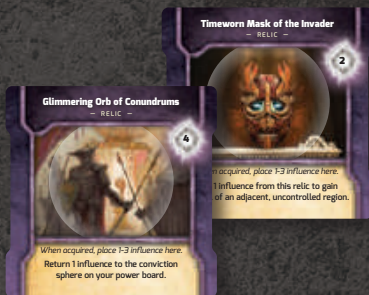 Timeworn Mask of the Invader
— RELIC —
2
n acquired, place 1-3 influence here.
1 influence from this relic to gain
of an adjacent, uncontrolled region.
Glimmering Orb of Conundrums
— RELIC —
4
When acquired, place 1-3 influence here.
Return 1 influence to the conviction
sphere on your power board.